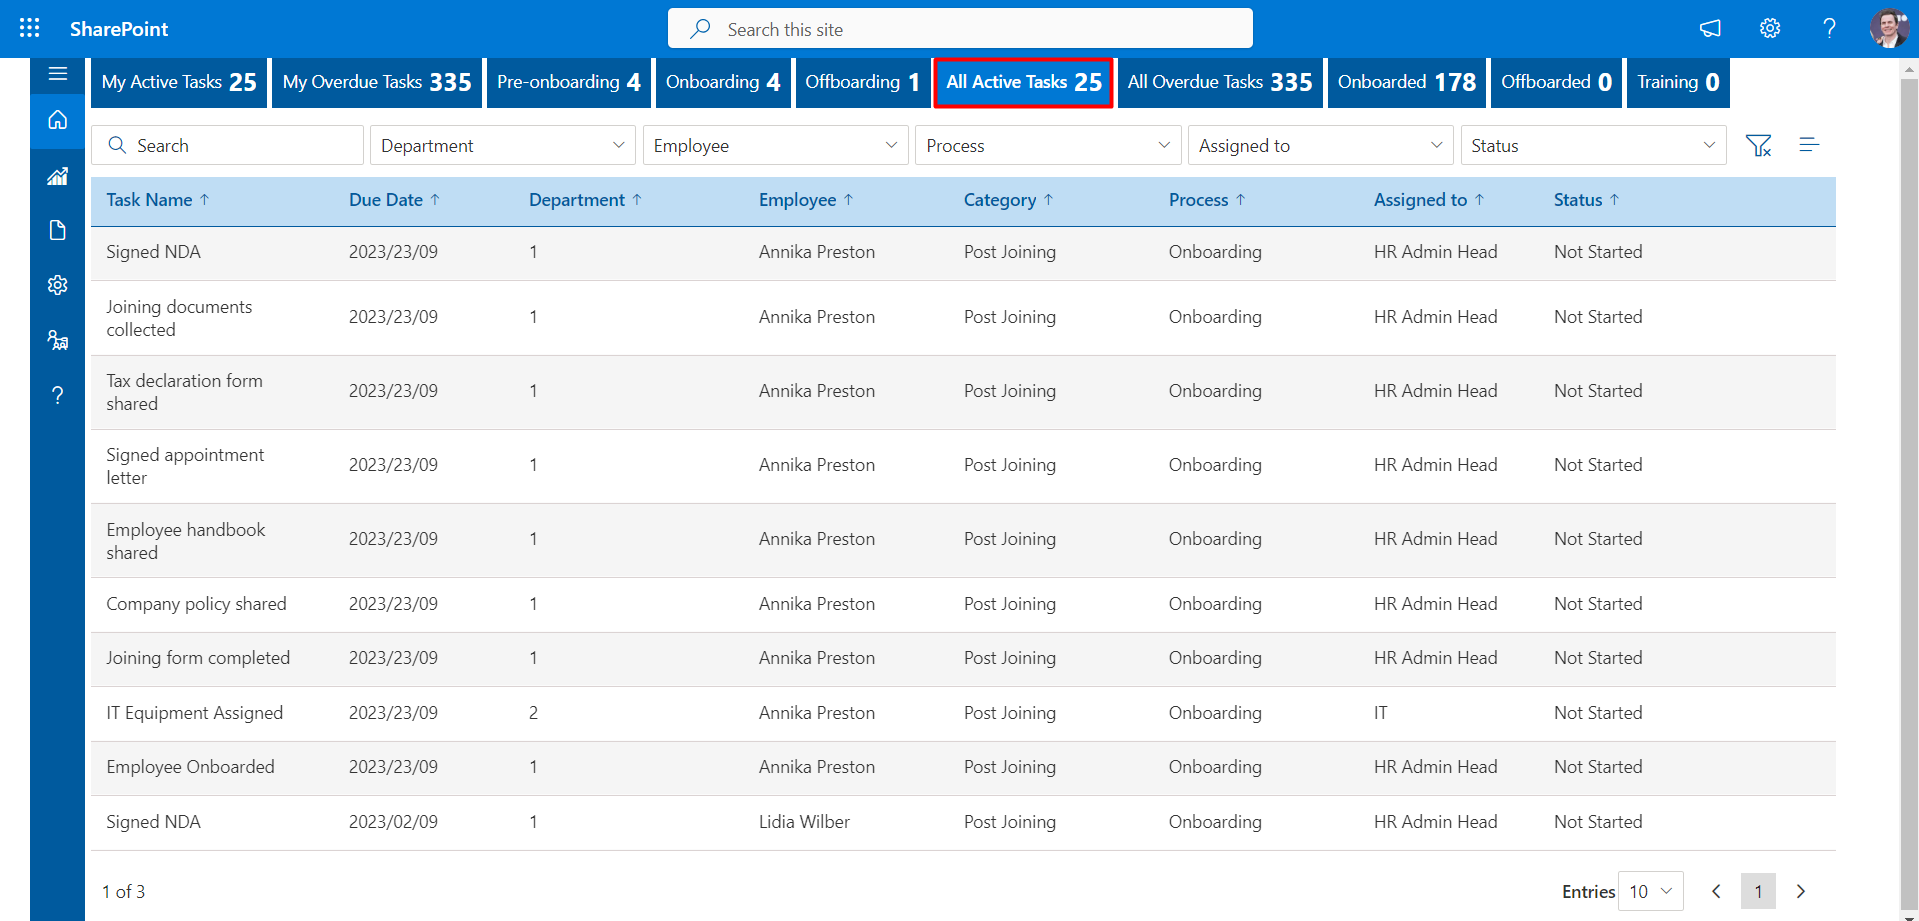 SharePoint
Search this site
My Active Tasks 25 My Overdue Tasks 335 Pre-onboarding 4 Onboarding 4 Offboarding 1 All Active Tasks 25 All Overdue Tasks 335 Onboarded 178 Offboarded 0 Training 0
Search Department Employee Process Assigned to Status
Task Name ↑ Due Date ↑ Department ↑ Employee ↑ Category ↑ Process ↑ Assigned to ↑ Status ↑
Signed NDA 2023/23/09 1 Annika Preston Post Joining Onboarding HR Admin Head Not Started
Joining documents
collected 2023/23/09 1 Annika Preston Post Joining Onboarding HR Admin Head Not Started
Tax declaration form
shared 2023/23/09 1 Annika Preston Post Joining Onboarding HR Admin Head Not Started
Signed appointment
letter 2023/23/09 1 Annika Preston Post Joining Onboarding HR Admin Head Not Started
Employee handbook
shared 2023/23/09 1 Annika Preston Post Joining Onboarding HR Admin Head Not Started
Company policy shared 2023/23/09 1 Annika Preston Post Joining Onboarding HR Admin Head Not Started
Joining form completed 2023/23/09 1 Annika Preston Post Joining Onboarding HR Admin Head Not Started
IT Equipment Assigned 2023/23/09 2 Annika Preston Post Joining Onboarding IT Not Started
Employee Onboarded 2023/23/09 1 Annika Preston Post Joining Onboarding HR Admin Head Not Started
Signed NDA 2023/02/09 1 Lidia Wilber Post Joining Onboarding HR Admin Head Not Started
1 of 3 Entries 10 1